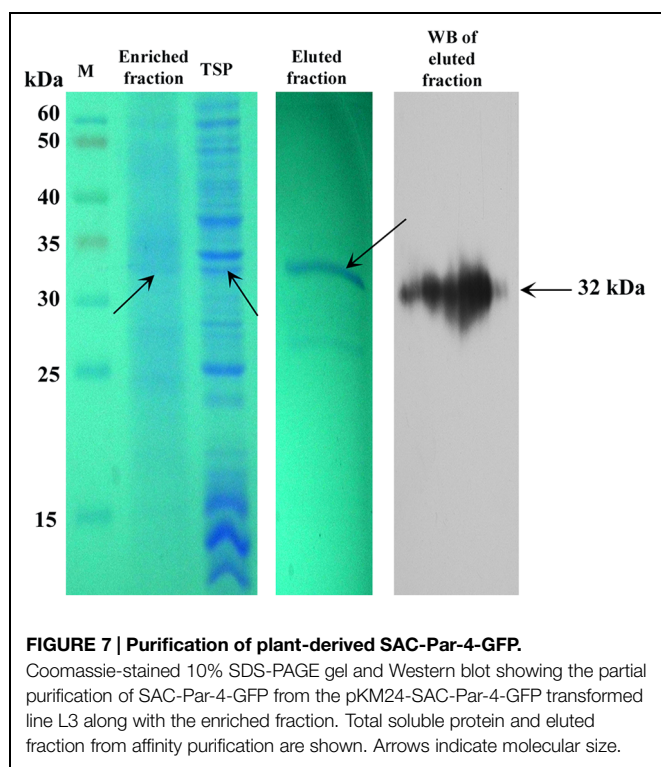 kDa
M
Enriched
fraction
TSP
Eluted
fraction
WB of
eluted
fraction
60
50
40
35
30
25
15
32 kDa
FIGURE 7 | Purification of plant-derived SAC-Par-4-GFP.
Coomassie-stained 10% SDS-PAGE gel and Western blot showing the partial
purification of SAC-Par-4-GFP from the pKM24-SAC-Par-4-GFP transformed
line L3 along with the enriched fraction. Total soluble protein and eluted
fraction from affinity purification are shown. Arrows indicate molecular size.